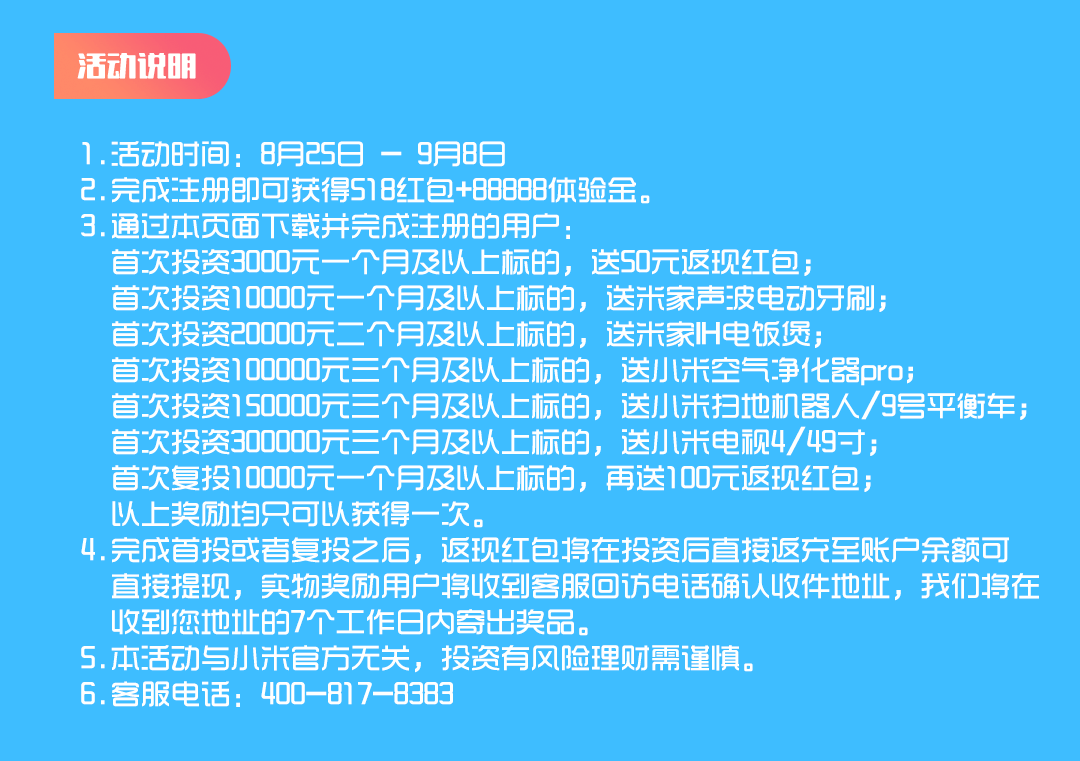 活动说明
1.活动时间：8月25日 - 9月8日
2.完成注册即可获得518红包+88888体验金。
3.通过本页面下载并完成注册的用户：
首次投资3000元一个月及以上标的，送50元返现红包；
首次投资10000元一个月及以上标的，送米家声波电动牙刷；
首次投资20000元二个月及以上标的，送米家IH电饭煲；
首次投资100000元三个月及以上标的，送小米空气净化器pro；
首次投资150000元三个月及以上标的，送小米扫地机器人/9号平衡车；
首次投资300000元三个月及以上标的，送小米电视4/49寸；
首次复投10000元一个月及以上标的，再送100元返现红包；
以上奖励均只可以获得一次。
4.完成首投或者复投之后，返现红包将在投资后直接返充至账户余额可
直接提现，实物奖励用户将收到客服回访电话确认收件地址，我们将在
收到您地址的7个工作日内寄出奖品。
5.本活动与小米官方无关，投资有风险理财需谨慎。
6.客服电话：400-817-8383